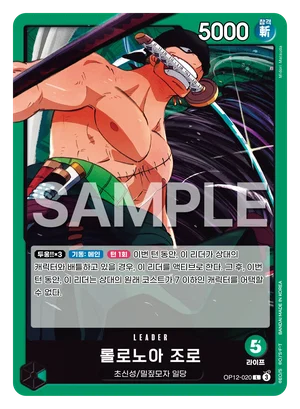 5000
참격
斬
SAMPLE
두웅!!×3 기동: 메인 턴 1회 이번 턴 동안, 이 리더가 상대의
캐릭터와 배틀하고 있을 경우, 이 리더를 액티브로 한다. 그 후, 이번
턴 동안, 이 리더는 상대의 원래 코스트가 7 이하인 캐릭터를 어택할
수 없다.
LEADER
롤로노아 조로
5
라이프
초신성/밀짚모자 일당
OP12-020 L